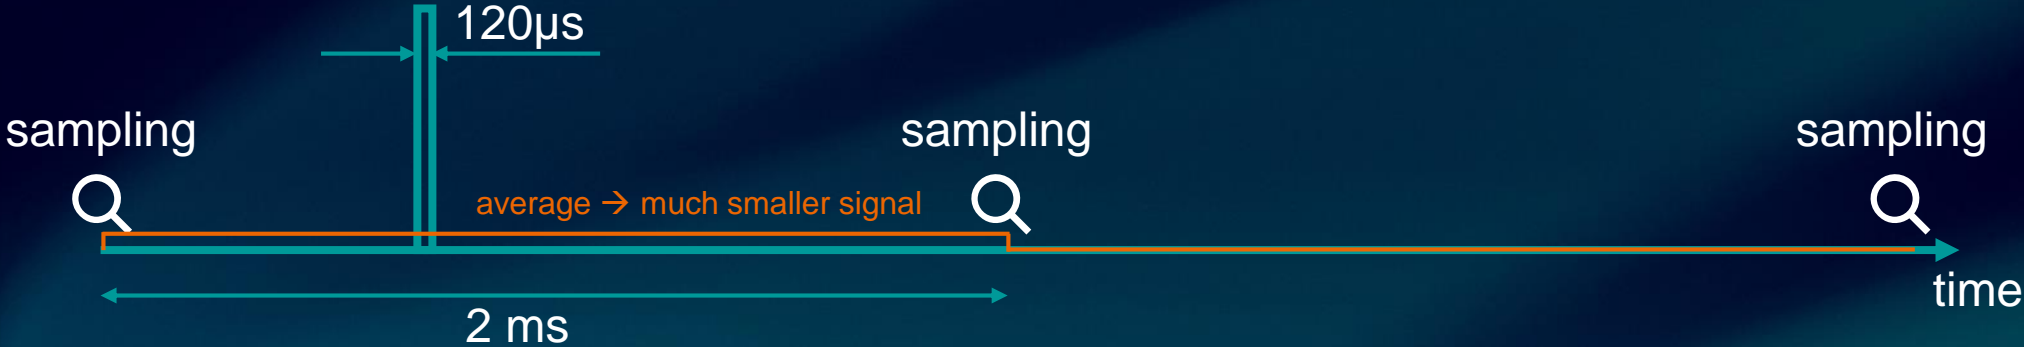 120µs
sampling
sampling
sampling
average → much smaller signal
time
2 ms